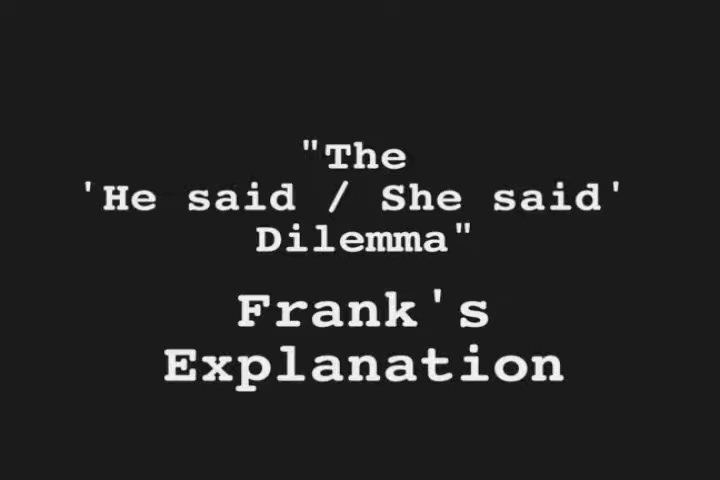 "The
'He said / She said'
Dilemma"
Frank's
Explanation